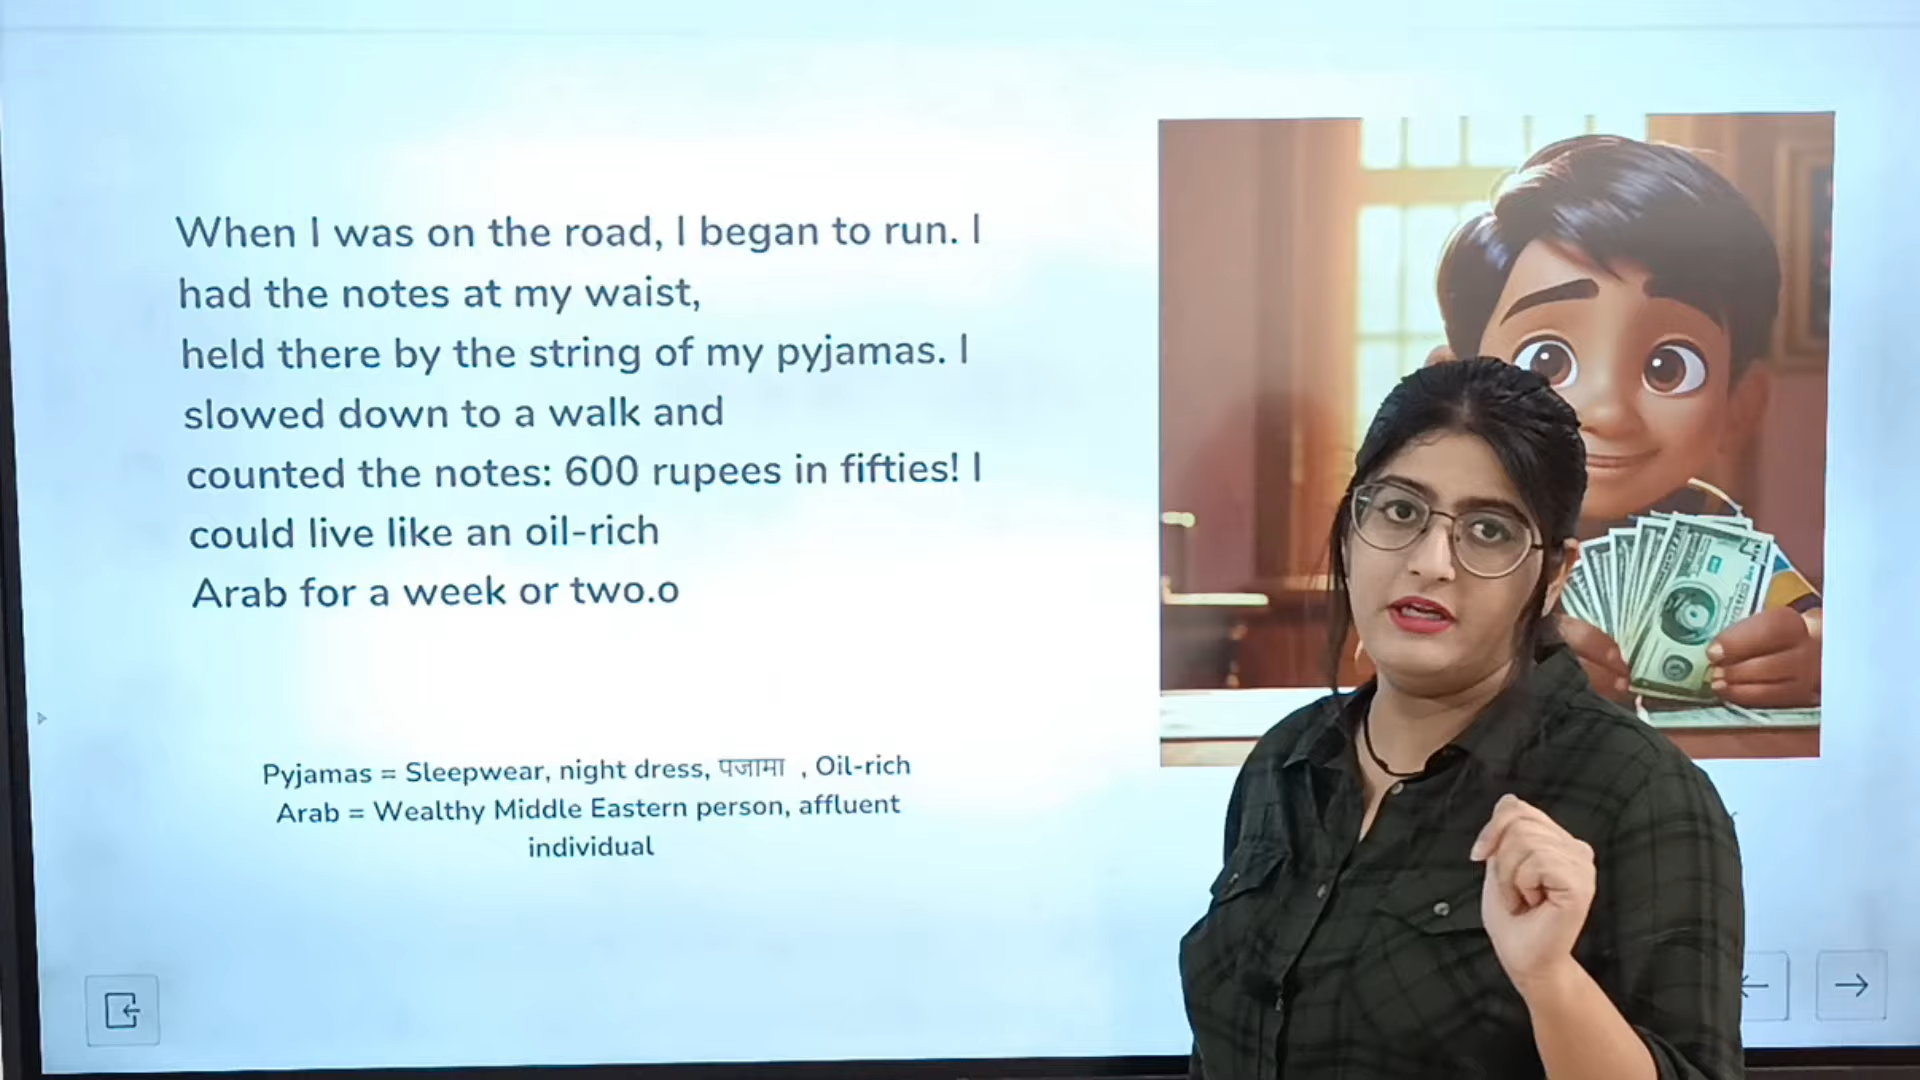 When I was on the road, I began to run. I
had the notes at my waist,
held there by the string of my pyjamas. I
slowed down to a walk and
counted the notes: 600 rupees in fifties! I
could live like an oil-rich
Arab for a week or two.o
Pyjamas = Sleepwear, night dress, पजामा , Oil-rich
Arab = Wealthy Middle Eastern person, affluent
individual